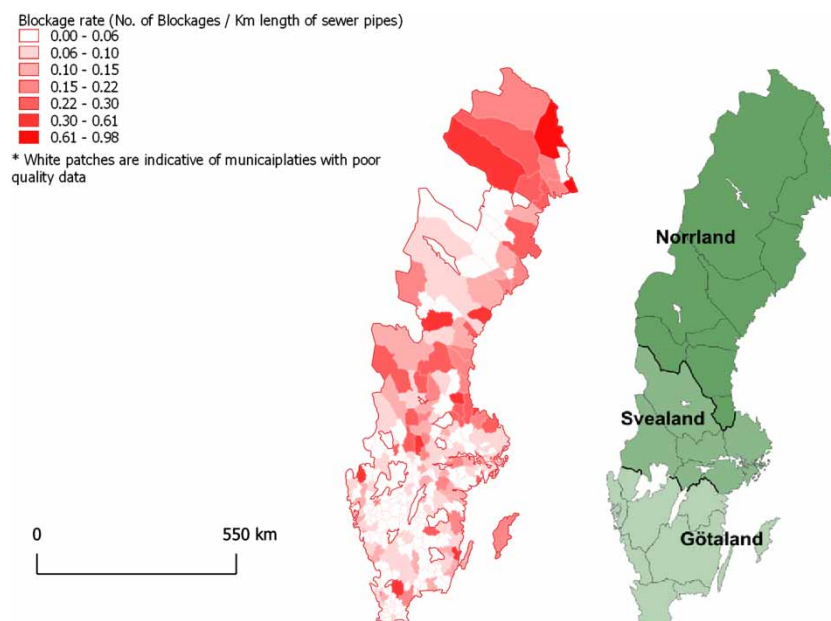 Blockage rate (No. of Blockages / Km length of sewer pipes)
0.00 - 0.06
0.06 - 0.10
0.10 - 0.15
0.15 - 0.22
0.22 - 0.30
0.30 - 0.61
0.61 - 0.98
* White patches are indicative of municaiplaties with poor
quality data
Norrland
Svealand
Götaland
0 550 km